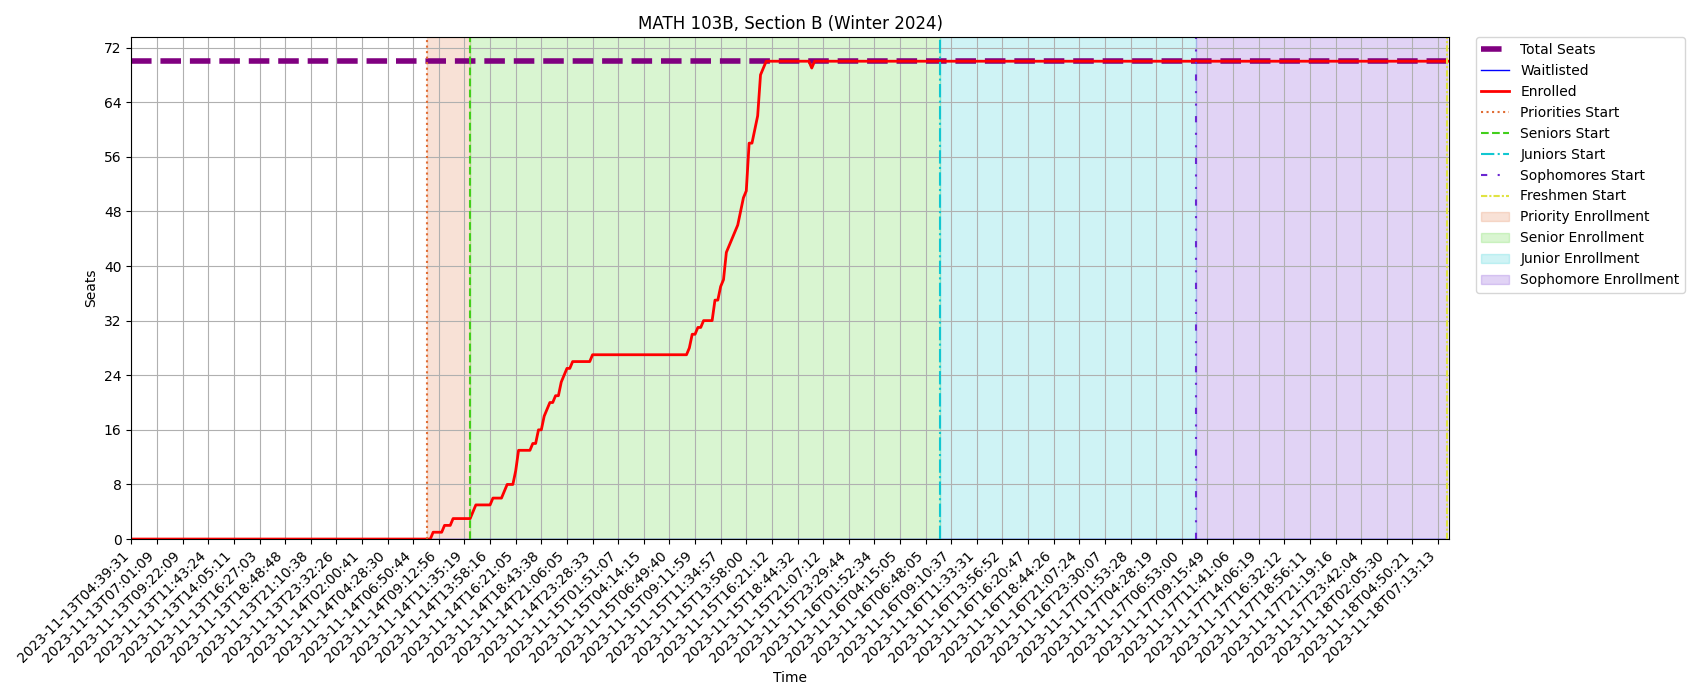 MATH 103B, Section B (Winter 2024)
72
64
56
48
40
32
24
16
8
0
Seats
2023-11-13T04:39:31
2023-11-13T07:01:09
2023-11-13T09:22:09
2023-11-13T11:43:24
2023-11-13T14:05:11
2023-11-13T16:27:03
2023-11-13T18:48:48
2023-11-13T21:10:38
2023-11-13T23:32:26
2023-11-14T02:00:41
2023-11-14T04:28:30
2023-11-14T06:50:44
2023-11-14T09:12:56
2023-11-14T11:35:19
2023-11-14T13:58:16
2023-11-14T16:21:05
2023-11-14T18:43:38
2023-11-14T21:06:05
2023-11-14T23:28:33
2023-11-15T01:51:07
2023-11-15T04:14:15
2023-11-15T06:49:40
2023-11-15T09:11:59
2023-11-15T11:34:57
2023-11-15T13:58:00
2023-11-15T16:21:12
2023-11-15T18:44:32
2023-11-15T21:07:12
2023-11-15T23:29:44
2023-11-16T01:52:34
2023-11-16T04:15:05
2023-11-16T06:48:05
2023-11-16T09:10:37
2023-11-16T11:33:31
2023-11-16T13:56:52
2023-11-16T16:20:47
2023-11-16T18:44:26
2023-11-16T21:07:24
2023-11-16T23:30:07
2023-11-17T01:53:28
2023-11-17T04:28:19
2023-11-17T06:53:00
2023-11-17T09:15:49
2023-11-17T11:41:06
2023-11-17T14:06:19
2023-11-17T16:32:12
2023-11-17T18:56:11
2023-11-17T21:19:16
2023-11-17T23:42:04
2023-11-18T02:05:30
2023-11-18T04:50:21
2023-11-18T07:13:13
Time
Total Seats
Waitlisted
Enrolled
Priorities Start
Seniors Start
Juniors Start
Sophomores Start
Freshmen Start
Priority Enrollment
Senior Enrollment
Junior Enrollment
Sophomore Enrollment